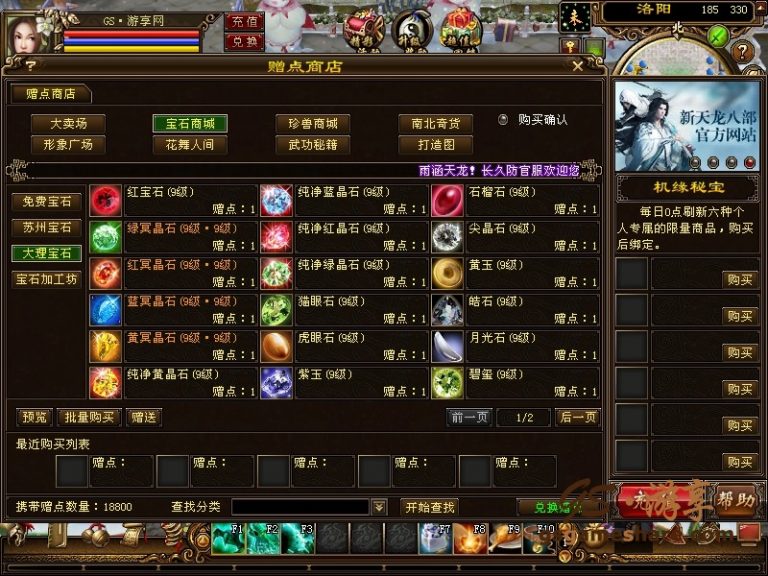 GS·游享网
充值
兑换
洛阳
185 330
北
赠点商店
赠点商店
大卖场
宝石商城
珍兽商城
南北奇货
购买确认
形象广场
花舞人间
武功秘籍
打造图
雨涵天龙! 长久防官服欢迎您
免费宝石
苏州宝石
大理宝石
宝石加工坊
红宝石(9级)
赠点:1
纯净蓝晶石(9级)
赠点:1
石榴石(9级)
赠点:1
绿冥晶石(9级·9级)
赠点:1
纯净红晶石(9级)
赠点:1
尖晶石(9级)
赠点:1
红冥晶石(9级·9级)
赠点:1
纯净绿晶石(9级)
赠点:1
黄玉(9级)
赠点:1
蓝冥晶石(9级·9级)
赠点:1
猫眼石(9级)
赠点:1
皓石(9级)
赠点:1
黄冥晶石(9级·9级)
赠点:1
虎眼石(9级)
赠点:1
月光石(9级)
赠点:1
纯净黄晶石(9级)
赠点:1
紫玉(9级)
赠点:1
碧玺(9级)
赠点:1
预览
批量购买
赠送
前一页
1/2
后一页
最近购买列表
赠点:
赠点:
赠点:
赠点:
赠点:
携带赠点数量:18800
查找分类
开始查找
新天龙八部
官方网站
机缘秘宝
每日0点刷新六种个
人专属的限量商品,购买
后绑定。
购买
购买
购买
购买
购买
购买
帮助
F1
F2
F3
F7
F8
F9
F10